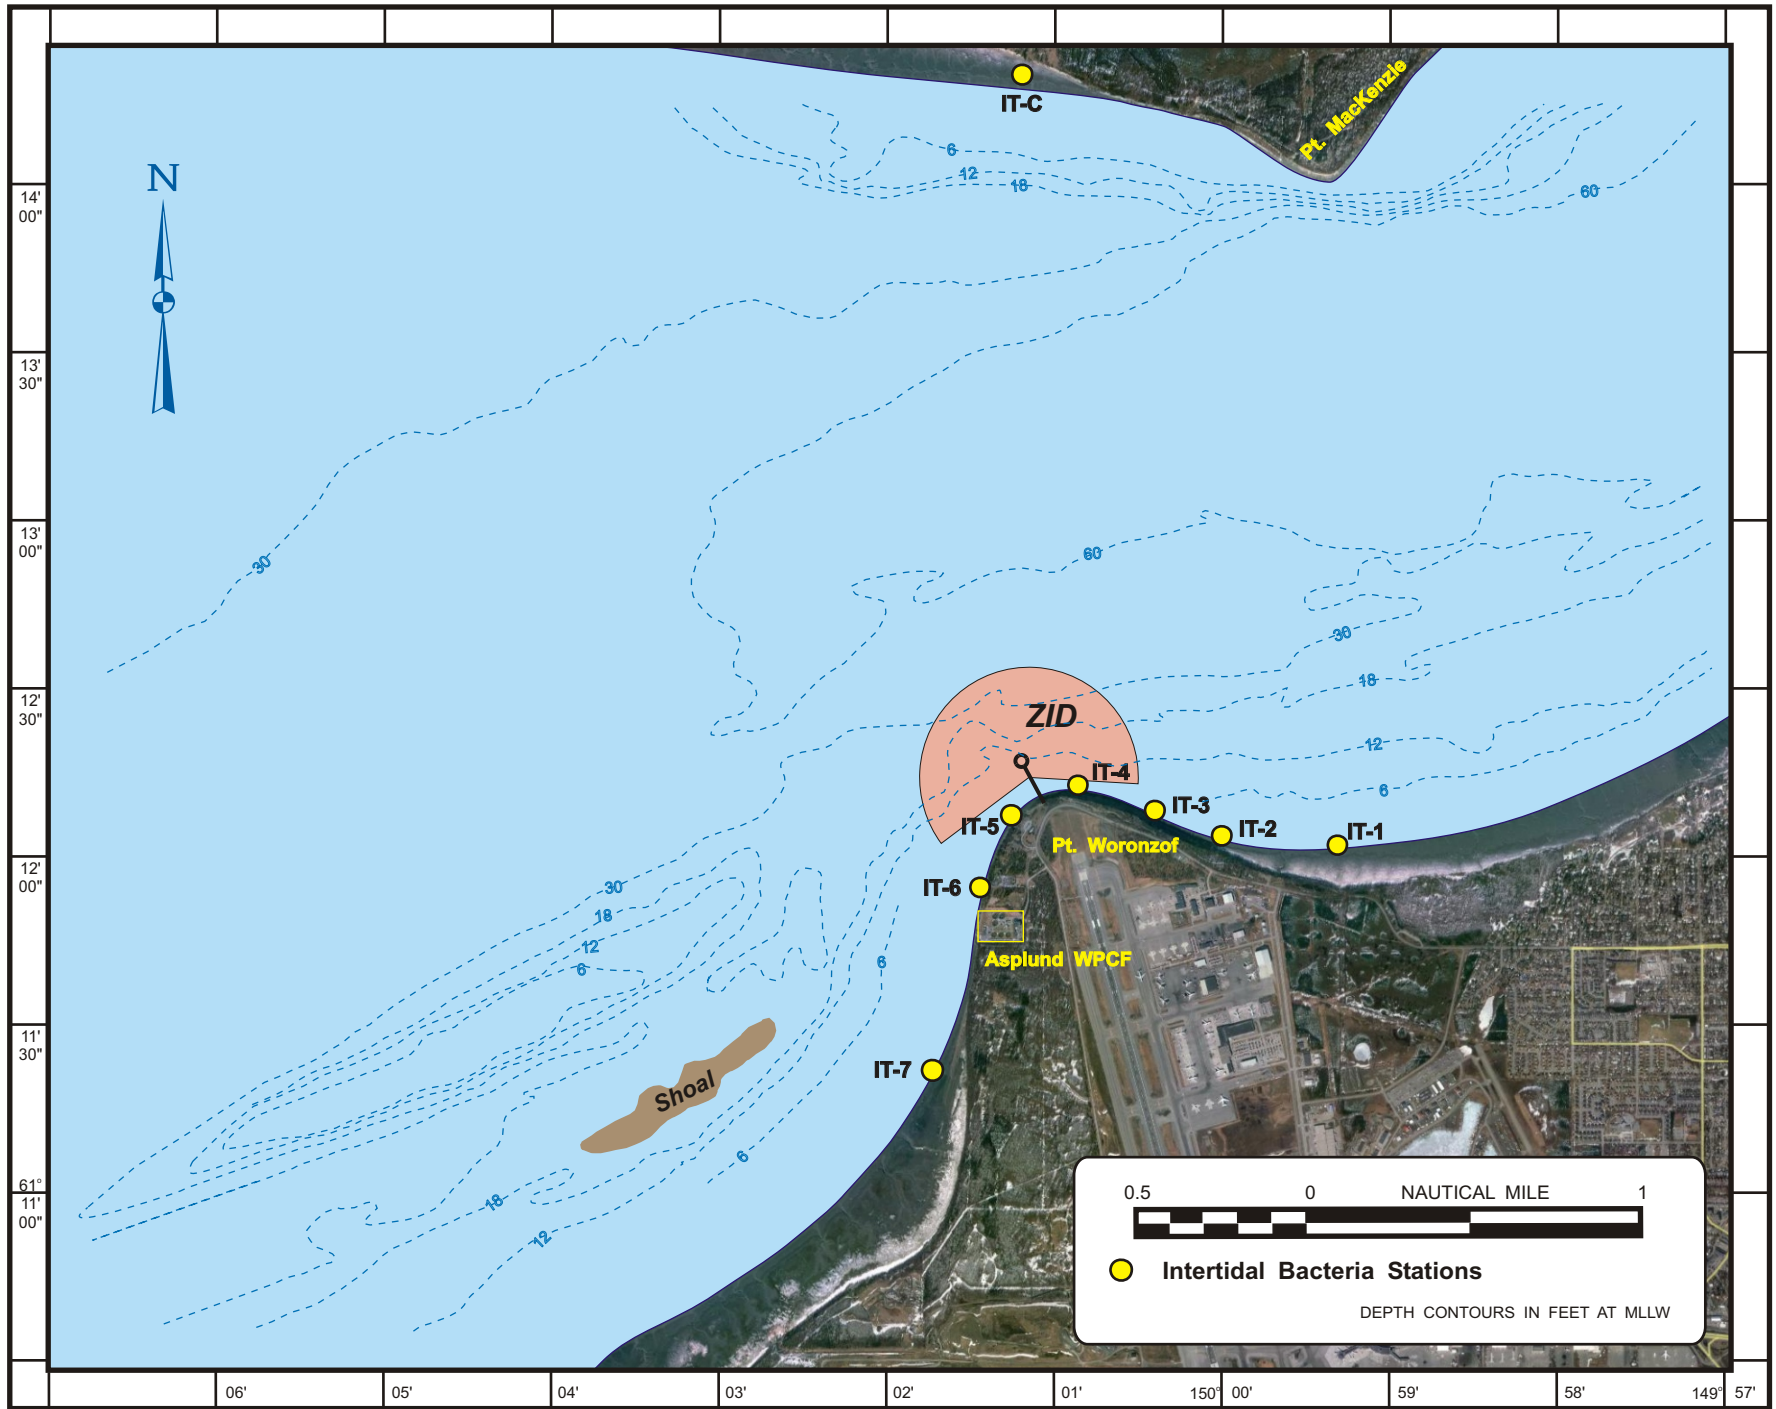 IT-C
Pt. MacKenzie
6
12
18
60
N
14'
00"
13'
30"
30
13'
00"
60
30
18
12
6
12'
30"
ZID
IT-4
IT-3
IT-2
IT-1
IT-5
Pt. Woronzof
12'
00"
30
18
12
6
IT-6
6
Asplund WPCF
11'
30"
IT-7
Shoal
6
18
12
61°
11'
00"
0.5 0 NAUTICAL MILE 1
Intertidal Bacteria Stations
DEPTH CONTOURS IN FEET AT MLLW
06' 05' 04' 03' 02' 01' 150° 00' 59' 58' 149° 57'